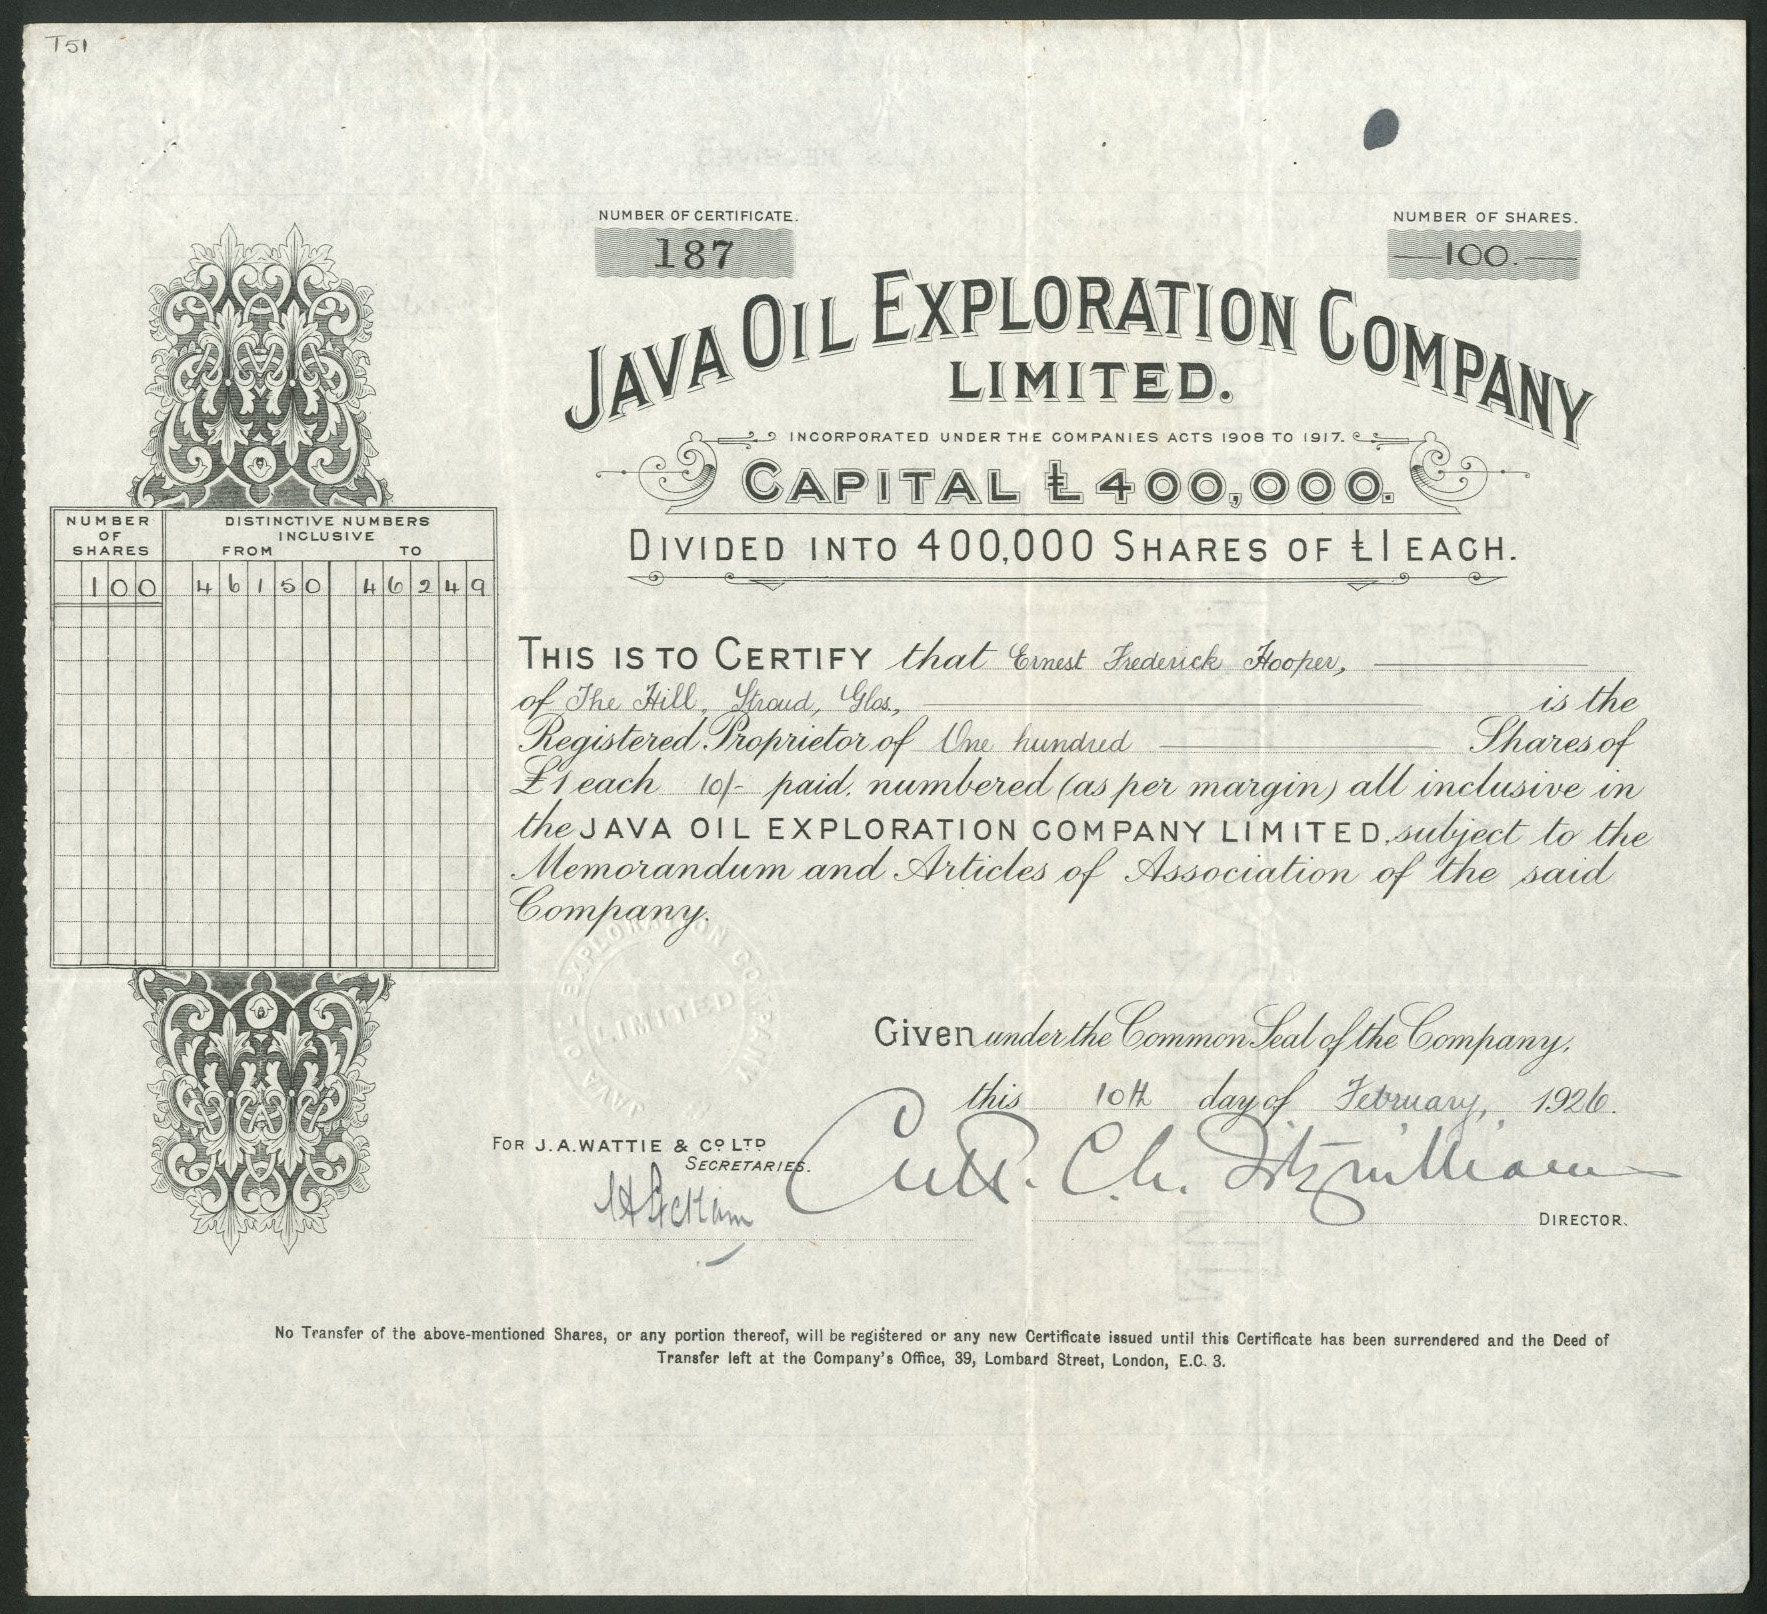 T51
NUMBER OF CERTIFICATE.
187
NUMBER OF SHARES.
100.
JAVA OIL EXPLORATION COMPANY
LIMITED.
INCORPORATED UNDER THE COMPANIES ACTS 1908 TO 1917.
CAPITAL £400,000.
DIVIDED INTO 400,000 SHARES OF £1 EACH.
NUMBER OF SHARES
DISTINCTIVE NUMBERS INCLUSIVE
FROM TO
100 46150 46249
THIS IS TO CERTIFY that Ernest Frederick Hooper,
of The Hill, Stroud, Glos., is the
Registered Proprietor of One hundred Shares of
£1 each 10/- paid. numbered (as per margin) all inclusive in
the JAVA OIL EXPLORATION COMPANY LIMITED, subject to the
Memorandum and Articles of Association of the said
Company.
JAVA OIL EXPLORATION COMPANY
LIMITED
Given under the Common Seal of the Company,
this 10th day of February, 1926.
FOR J. A. WATTIE & CO LTD
SECRETARIES.
Fitzwilliams
DIRECTOR.
No Transfer of the above-mentioned Shares, or any portion thereof, will be registered or any new Certificate issued until this Certificate has been surrendered and the Deed of
Transfer left at the Company's Office, 39, Lombard Street, London, E.C. 3.